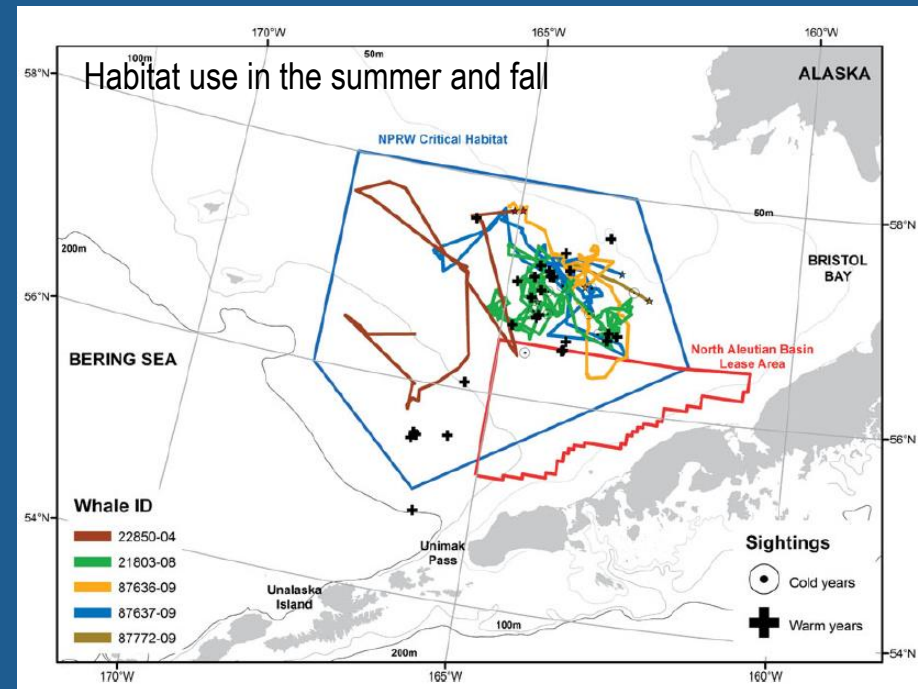 170°W
165°W
160°W
58°N
100m
50m
Habitat use in the summer and fall
ALASKA
NPRW Critical Habitat
50m
58°N
200m
BRISTOL
BAY
56°N
BERING SEA
North Aleutian Basin
Lease Area
56°N
Whale ID
22850-04
21803-08
87636-09
87637-09
87772-09
54°N
Unimak
Pass
Unalaska
Island
100m
200m
Sightings
Cold years
Warm years
54°N
170°W
165°W
160°W